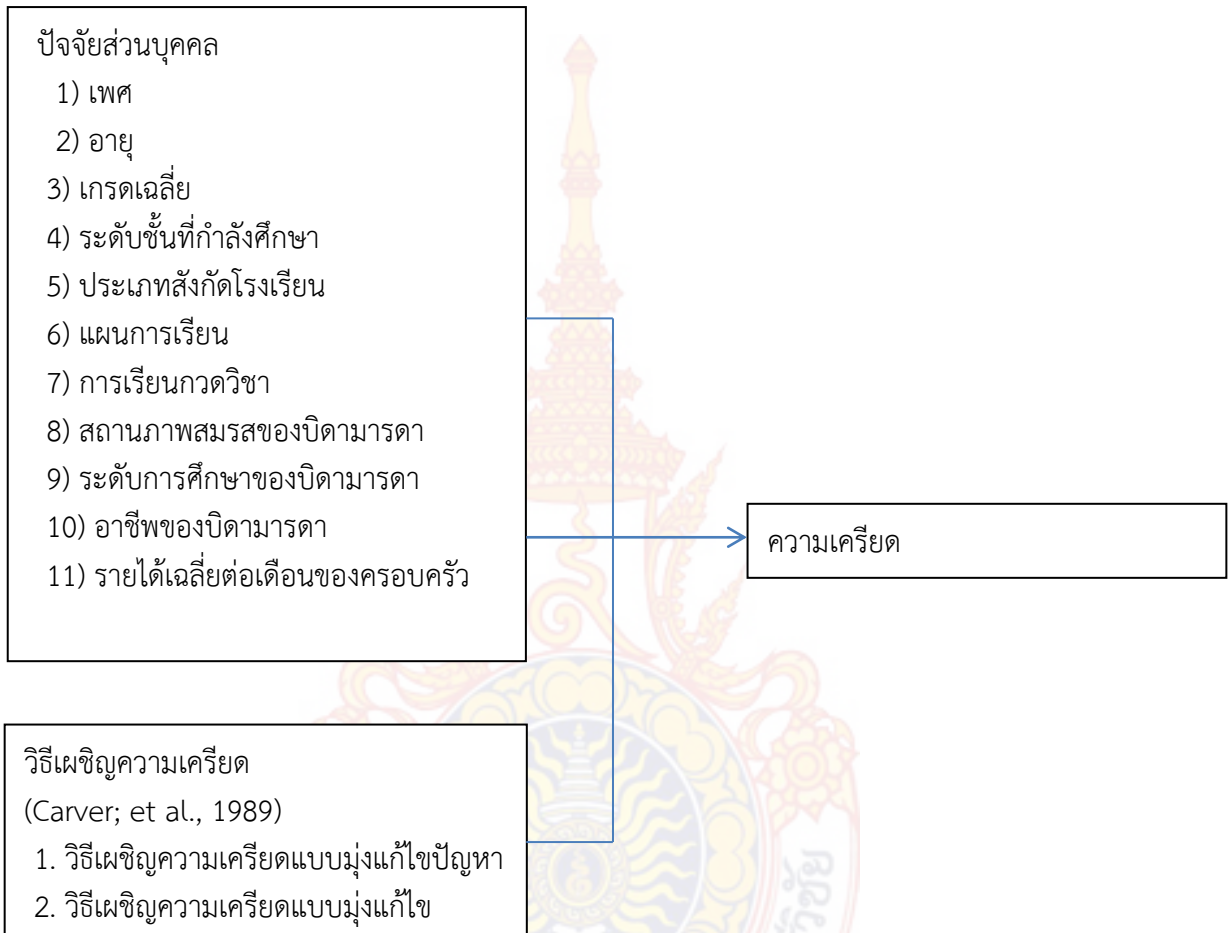 ปัจจัยส่วนบุคคล
1) เพศ
2) อายุ
3) เกรดเฉลี่ย
4) ระดับชั้นที่กำลังศึกษา
5) ประเภทสังกัดโรงเรียน
6) แผนการเรียน
7) การเรียนกวดวิชา
8) สถานภาพสมรสของบิดามารดา
9) ระดับการศึกษาของบิดามารดา
10) อาชีพของบิดามารดา
11) รายได้เฉลี่ยต่อเดือนของครอบครัว
ความเครียด
วิธีเผชิญความเครียด
(Carver; et al., 1989)
1. วิธีเผชิญความเครียดแบบมุ่งแก้ไขปัญหา
2. วิธีเผชิญความเครียดแบบมุ่งแก้ไข